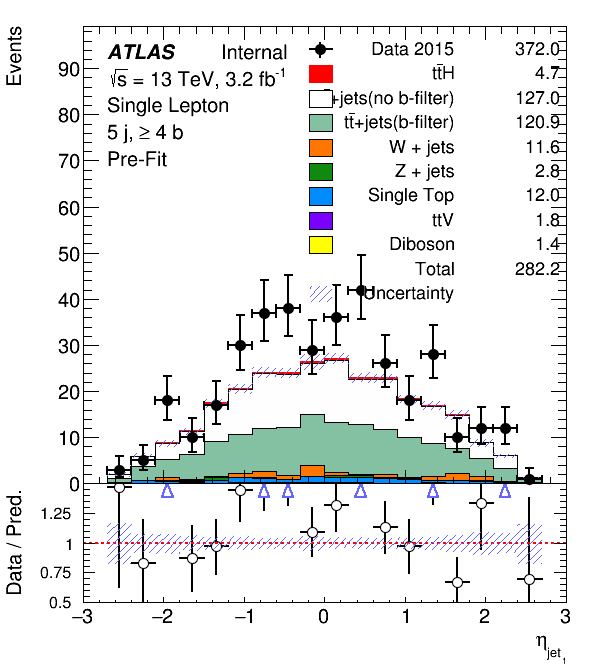 Events
ATLAS Internal
√s = 13 TeV, 3.2 fb⁻¹
Single Lepton
5 j, ≥ 4 b
Pre-Fit
Data 2015 372.0
tt̄H 4.7
+jets(no b-filter) 127.0
tt̄+jets(b-filter) 120.9
W + jets 11.6
Z + jets 2.8
Single Top 12.0
ttV 1.8
Diboson 1.4
Total 282.2
Uncertainty
90
80
70
60
50
40
30
20
10
0
Data / Pred.
1.25
1
0.75
0.5
−3 −2 −1 0 1 2 3
η jet 1